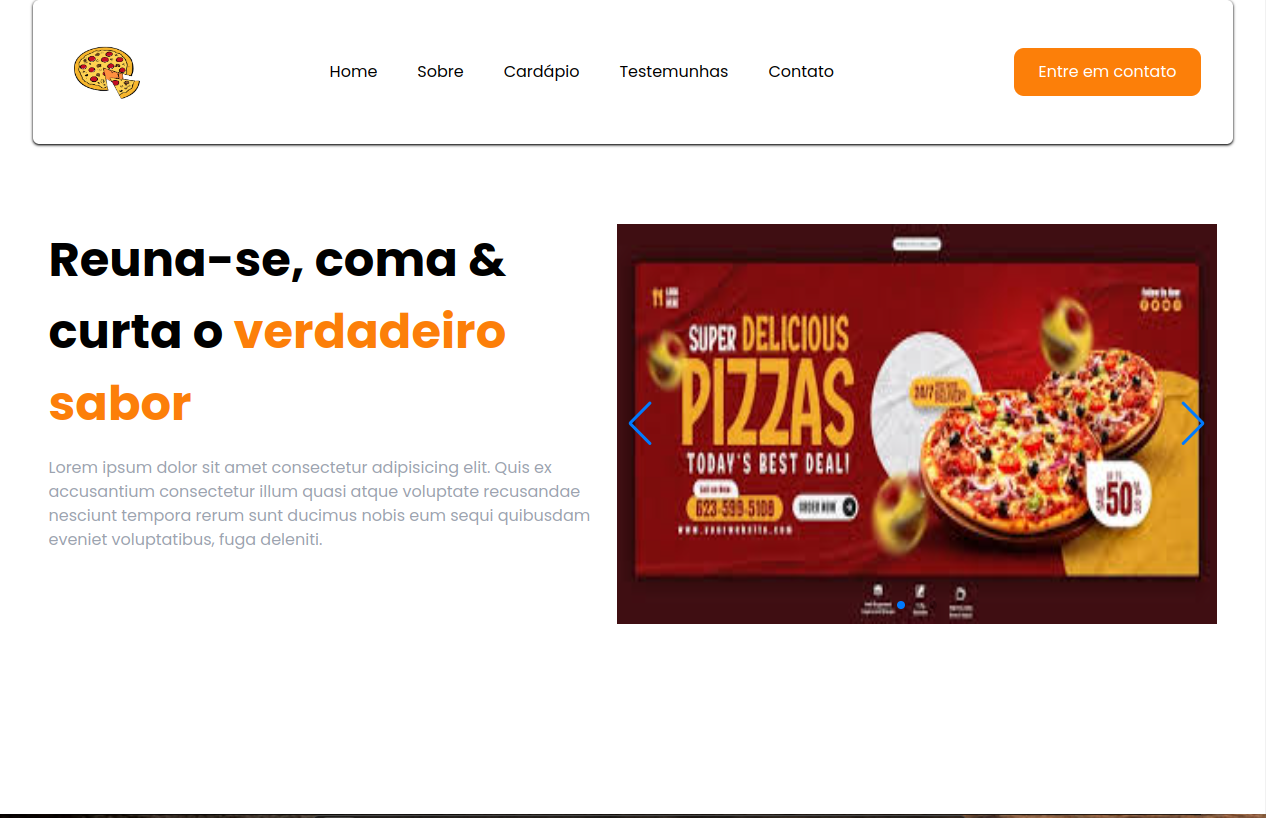 Home Sobre Cardápio Testemunhas Contato Entre em contato
Reuna-se, coma &
curta o verdadeiro
sabor
Lorem ipsum dolor sit amet consectetur adipisicing elit. Quis ex
accusantium consectetur illum quasi atque voluptate recusandae
nesciunt tempora rerum sunt ducimus nobis eum sequi quibusdam
eveniet voluptatibus, fuga deleniti.
SUPER DELICIOUS
PIZZAS
TODAY'S BEST DEAL!
623-599-5108 ORDER NOW
www.yourwebsite.com
24/7
DELIVERY
50